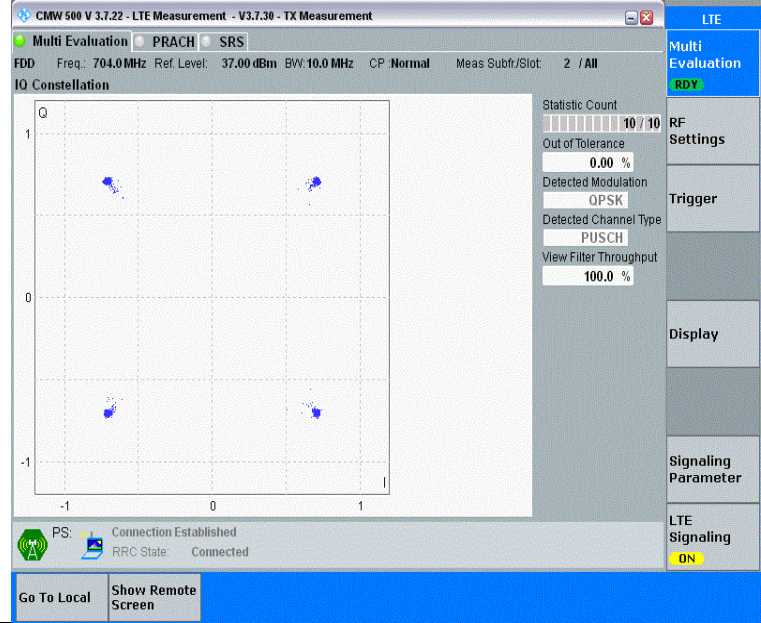 CMW 500 V 3.7.22 - LTE Measurement - V3.7.30 - TX Measurement
LTE
Multi Evaluation PRACH SRS
FDD Freq.: 704.0 MHz Ref. Level: 37.00 dBm BW: 10.0 MHz CP :Normal Meas Subfr./Slot: 2 / All
IQ Constellation
Q
1
0
-1
-1 0 1
I
Statistic Count
10 / 10
Out of Tolerance
0.00 %
Detected Modulation
QPSK
Detected Channel Type
PUSCH
View Filter Throughput
100.0 %
Multi
Evaluation
RDY
RF
Settings
Trigger
Display
Signaling
Parameter
LTE
Signaling
ON
PS: Connection Established
RRC State: Connected
Go To Local
Show Remote
Screen